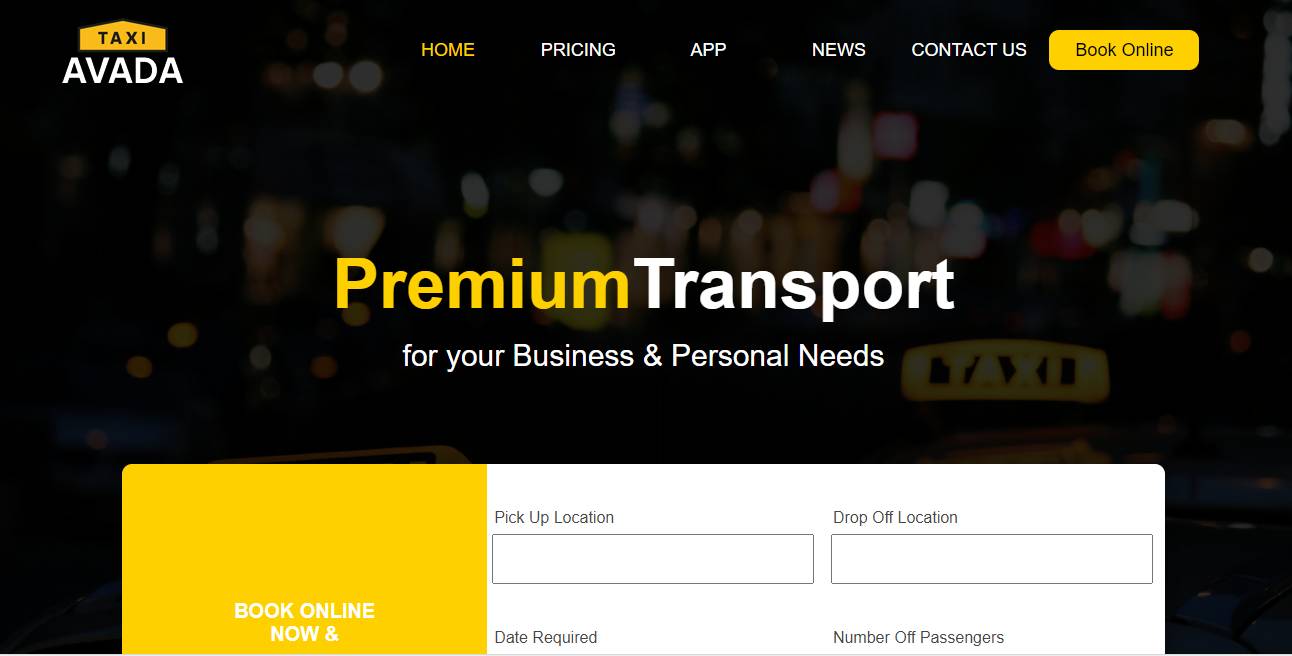 TAXI
AVADA
HOME PRICING APP NEWS CONTACT US Book Online
PremiumTransport
for your Business & Personal Needs
TAXI
Pick Up Location Drop Off Location
BOOK ONLINE
NOW &
Date Required Number Off Passengers